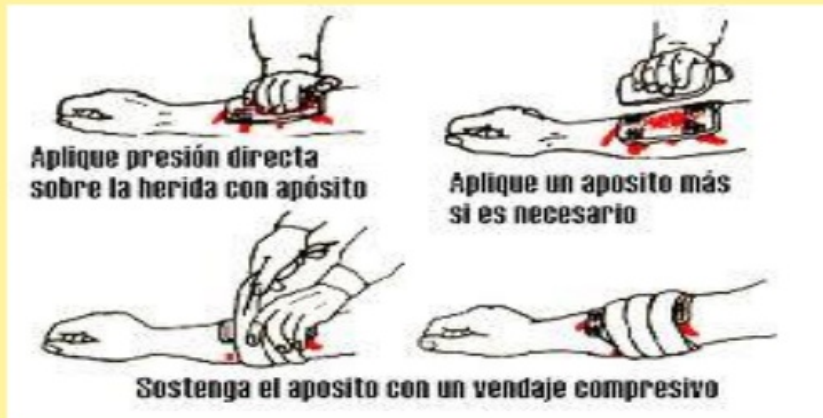 Aplique presión directa
sobre la herida con apósito
Aplique un aposito más
si es necesario
Sostenga el aposito con un vendaje compresivo